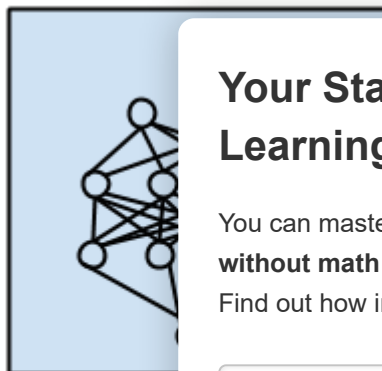 Your Sta
Learning
You can maste
without math
Find out how i